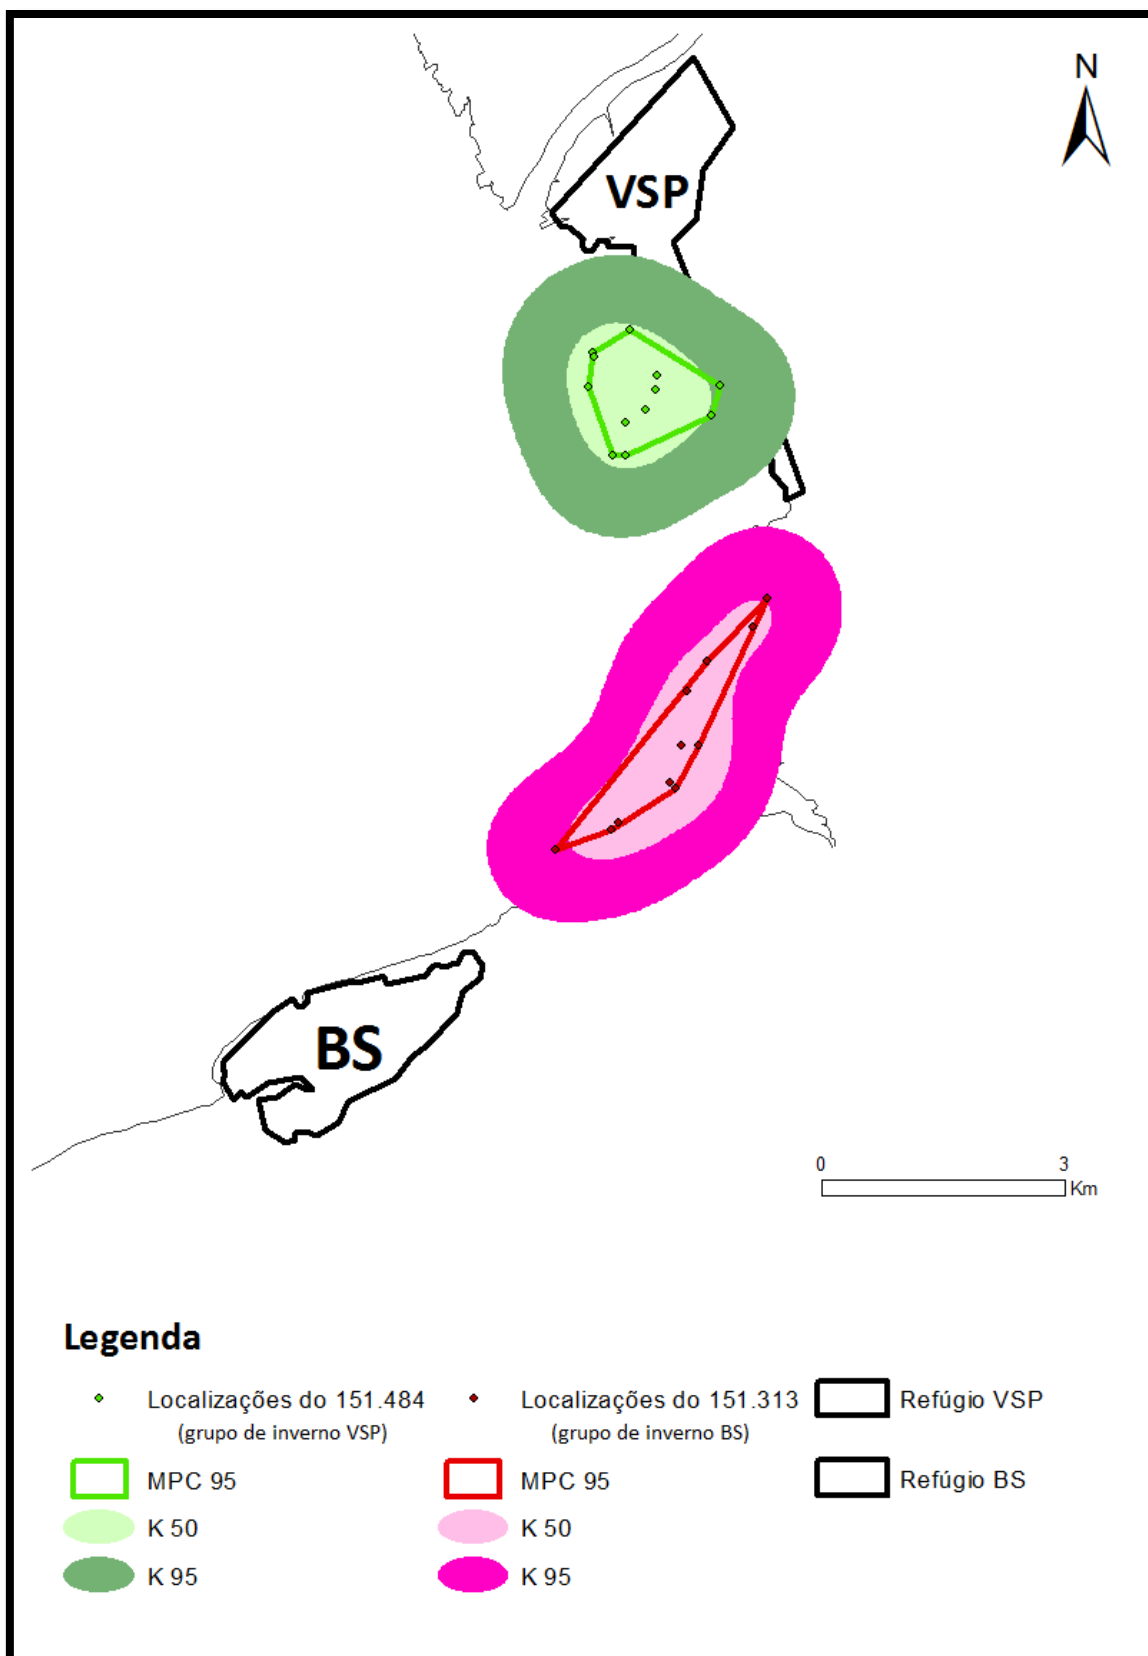 N
VSP
BS
0 3
Km
Legenda
Localizações do 151.484
(grupo de inverno VSP)
MPC 95
K 50
K 95
Localizações do 151.313
(grupo de inverno BS)
MPC 95
K 50
K 95
Refúgio VSP
Refúgio BS